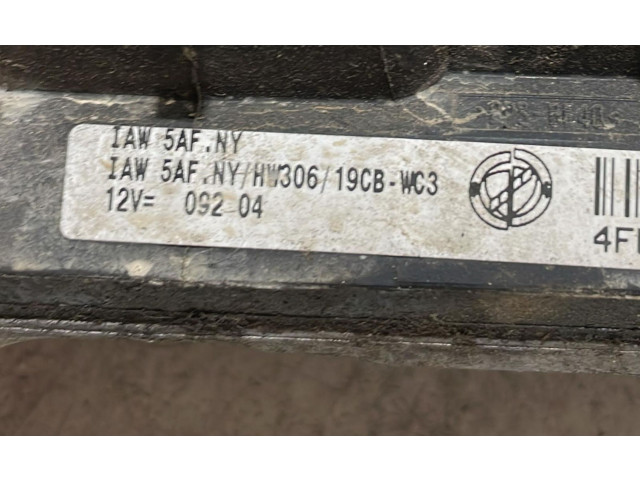 IAW 5AF.NY
IAW 5AF.NY/HW306/19CB-WC3
12V= 092 04
4F